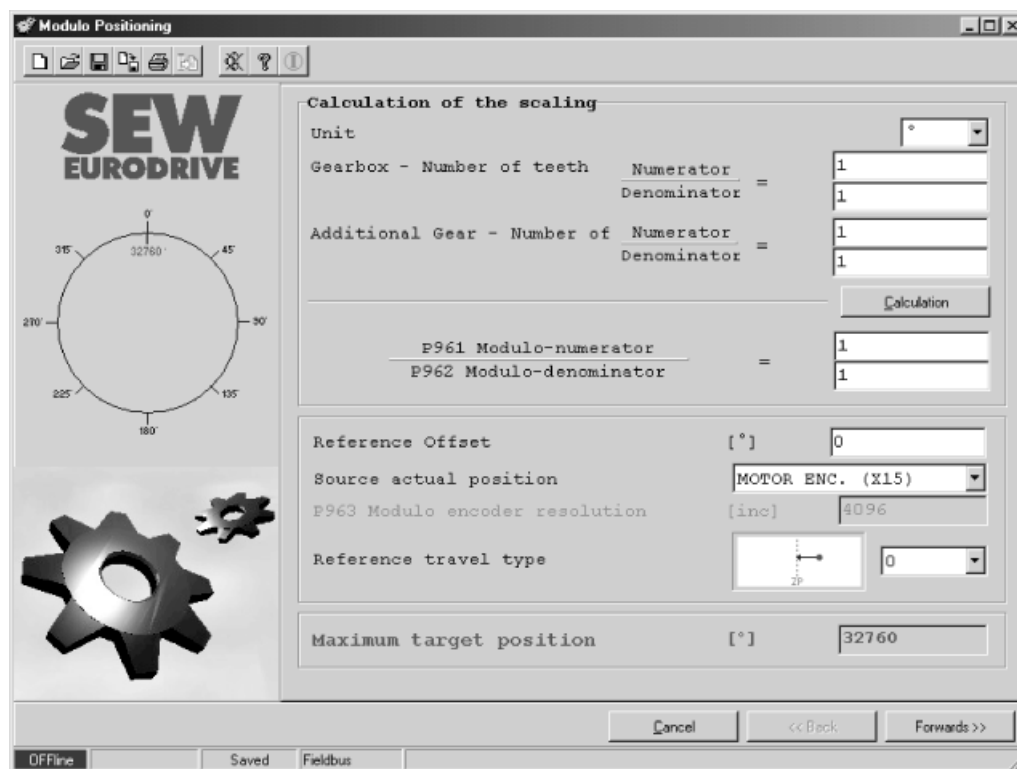 Modulo Positioning
SEW
EURODRIVE
0°
32760°
45°
90°
135°
180°
225°
270°
315°
Calculation of the scaling
Unit °
Gearbox - Number of teeth Numerator = 1
Denominator 1
Additional Gear - Number of Numerator = 1
Denominator 1
Calculation
P961 Modulo-numerator = 1
P962 Modulo-denominator 1
Reference Offset [°] 0
Source actual position MOTOR ENC. (X15)
P963 Modulo encoder resolution [inc] 4096
Reference travel type 0
ZP
Maximum target position [°] 32760
Cancel << Back Forwards >>
OFFline Saved Fieldbus